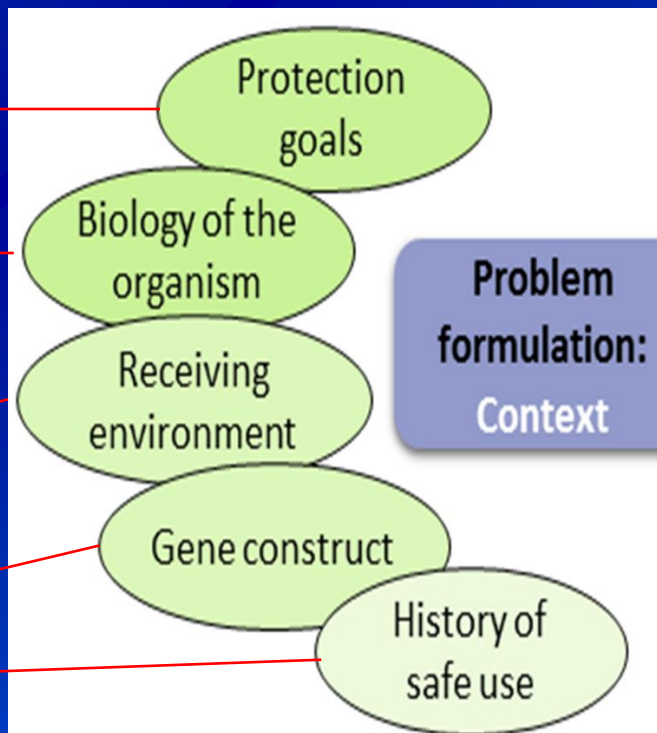 Protection
goals
Biology of the
organism
Receiving
environment
Gene construct
History of
safe use
Problem
formulation:
Context